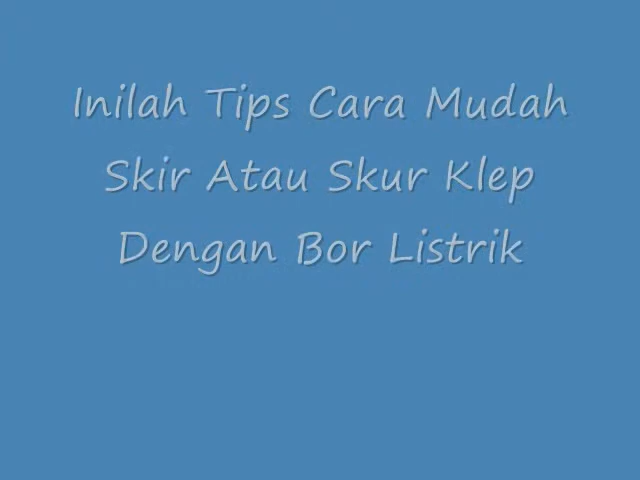 Inilah Tips Cara Mudah
Skir Atau Skur Klep
Dengan Bor Listrik